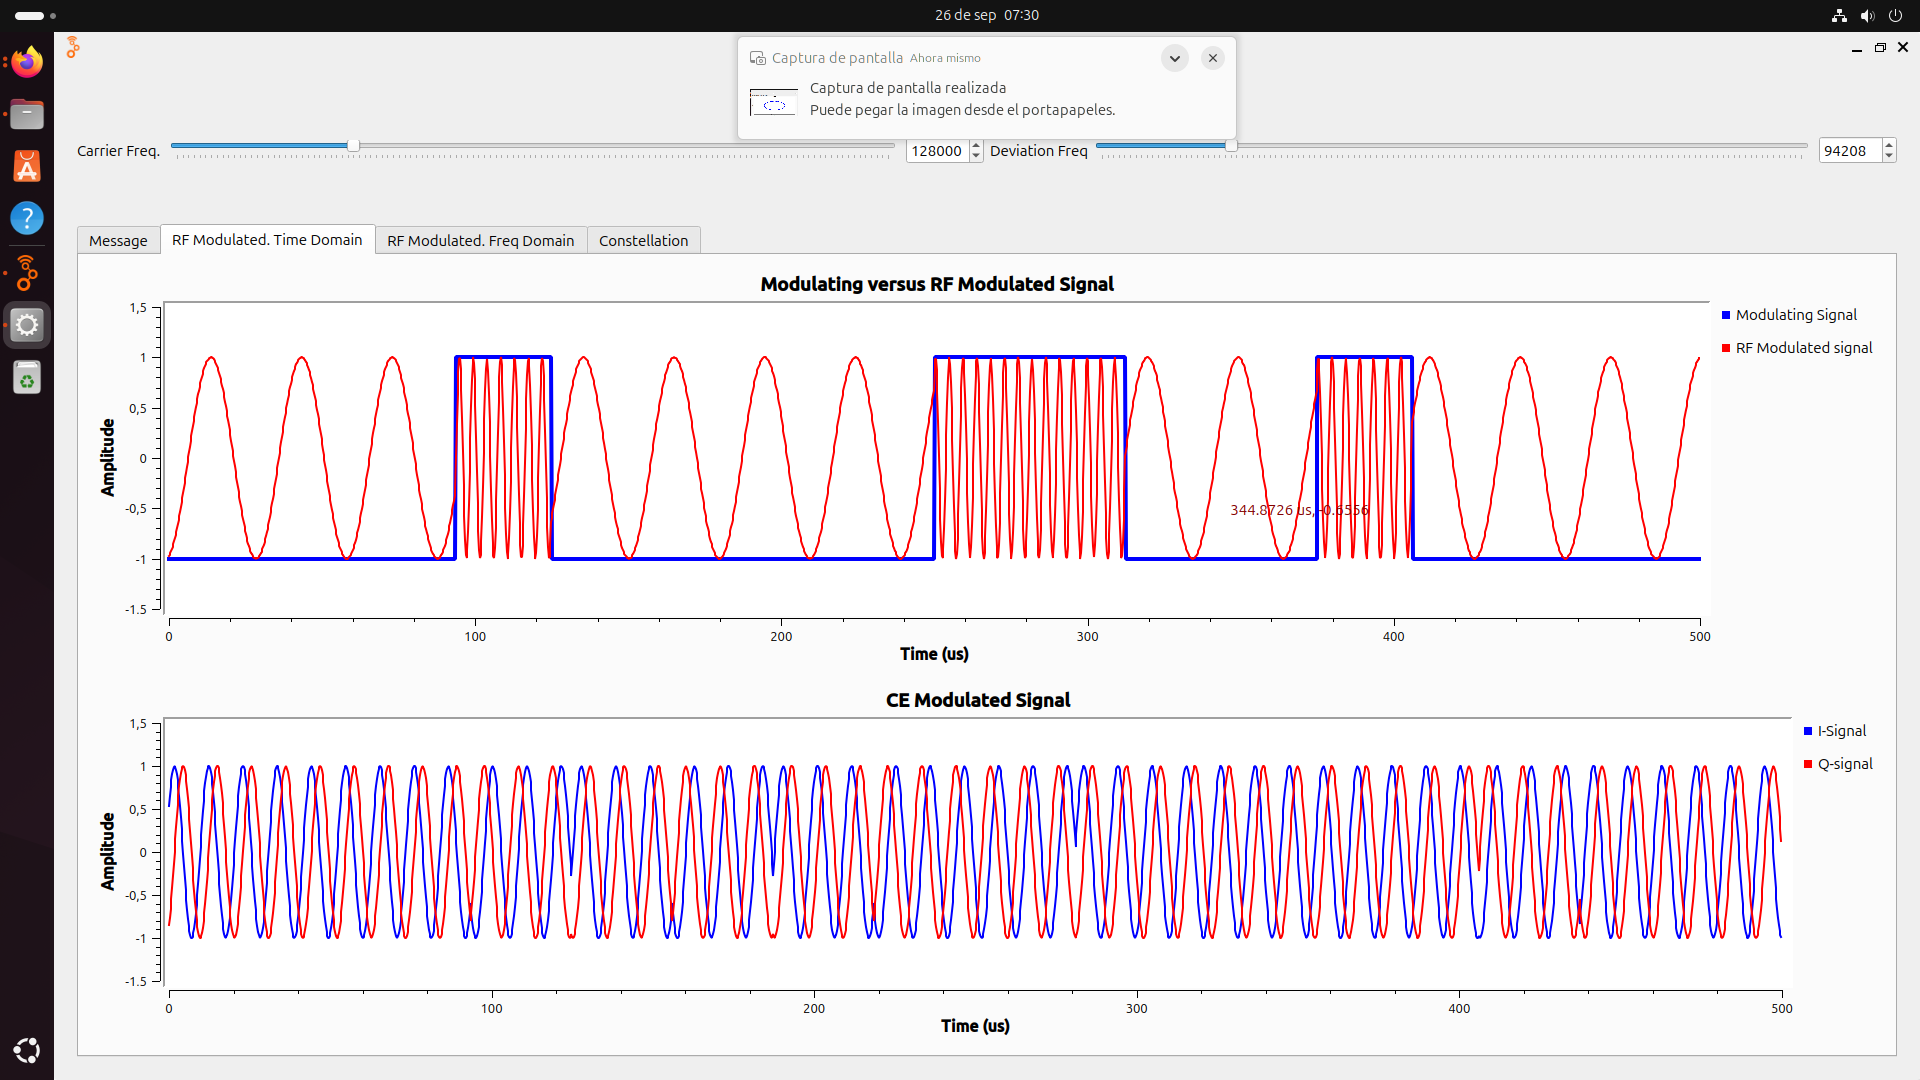 26 de sep 07:30
Captura de pantalla Ahora mismo
Captura de pantalla realizada
Puede pegar la imagen desde el portapapeles.
Carrier Freq. 128000 Deviation Freq 94208
Message RF Modulated. Time Domain RF Modulated. Freq Domain Constellation
Modulating versus RF Modulated Signal
1,5
1
0,5
0
-0,5
-1
-1.5
Amplitude
Modulating Signal
RF Modulated signal
344.8726 us, -0.6556
0 100 200 300 400 500
Time (us)
CE Modulated Signal
1,5
1
0,5
0
-0,5
-1
-1.5
Amplitude
I-Signal
Q-signal
0 100 200 300 400 500
Time (us)